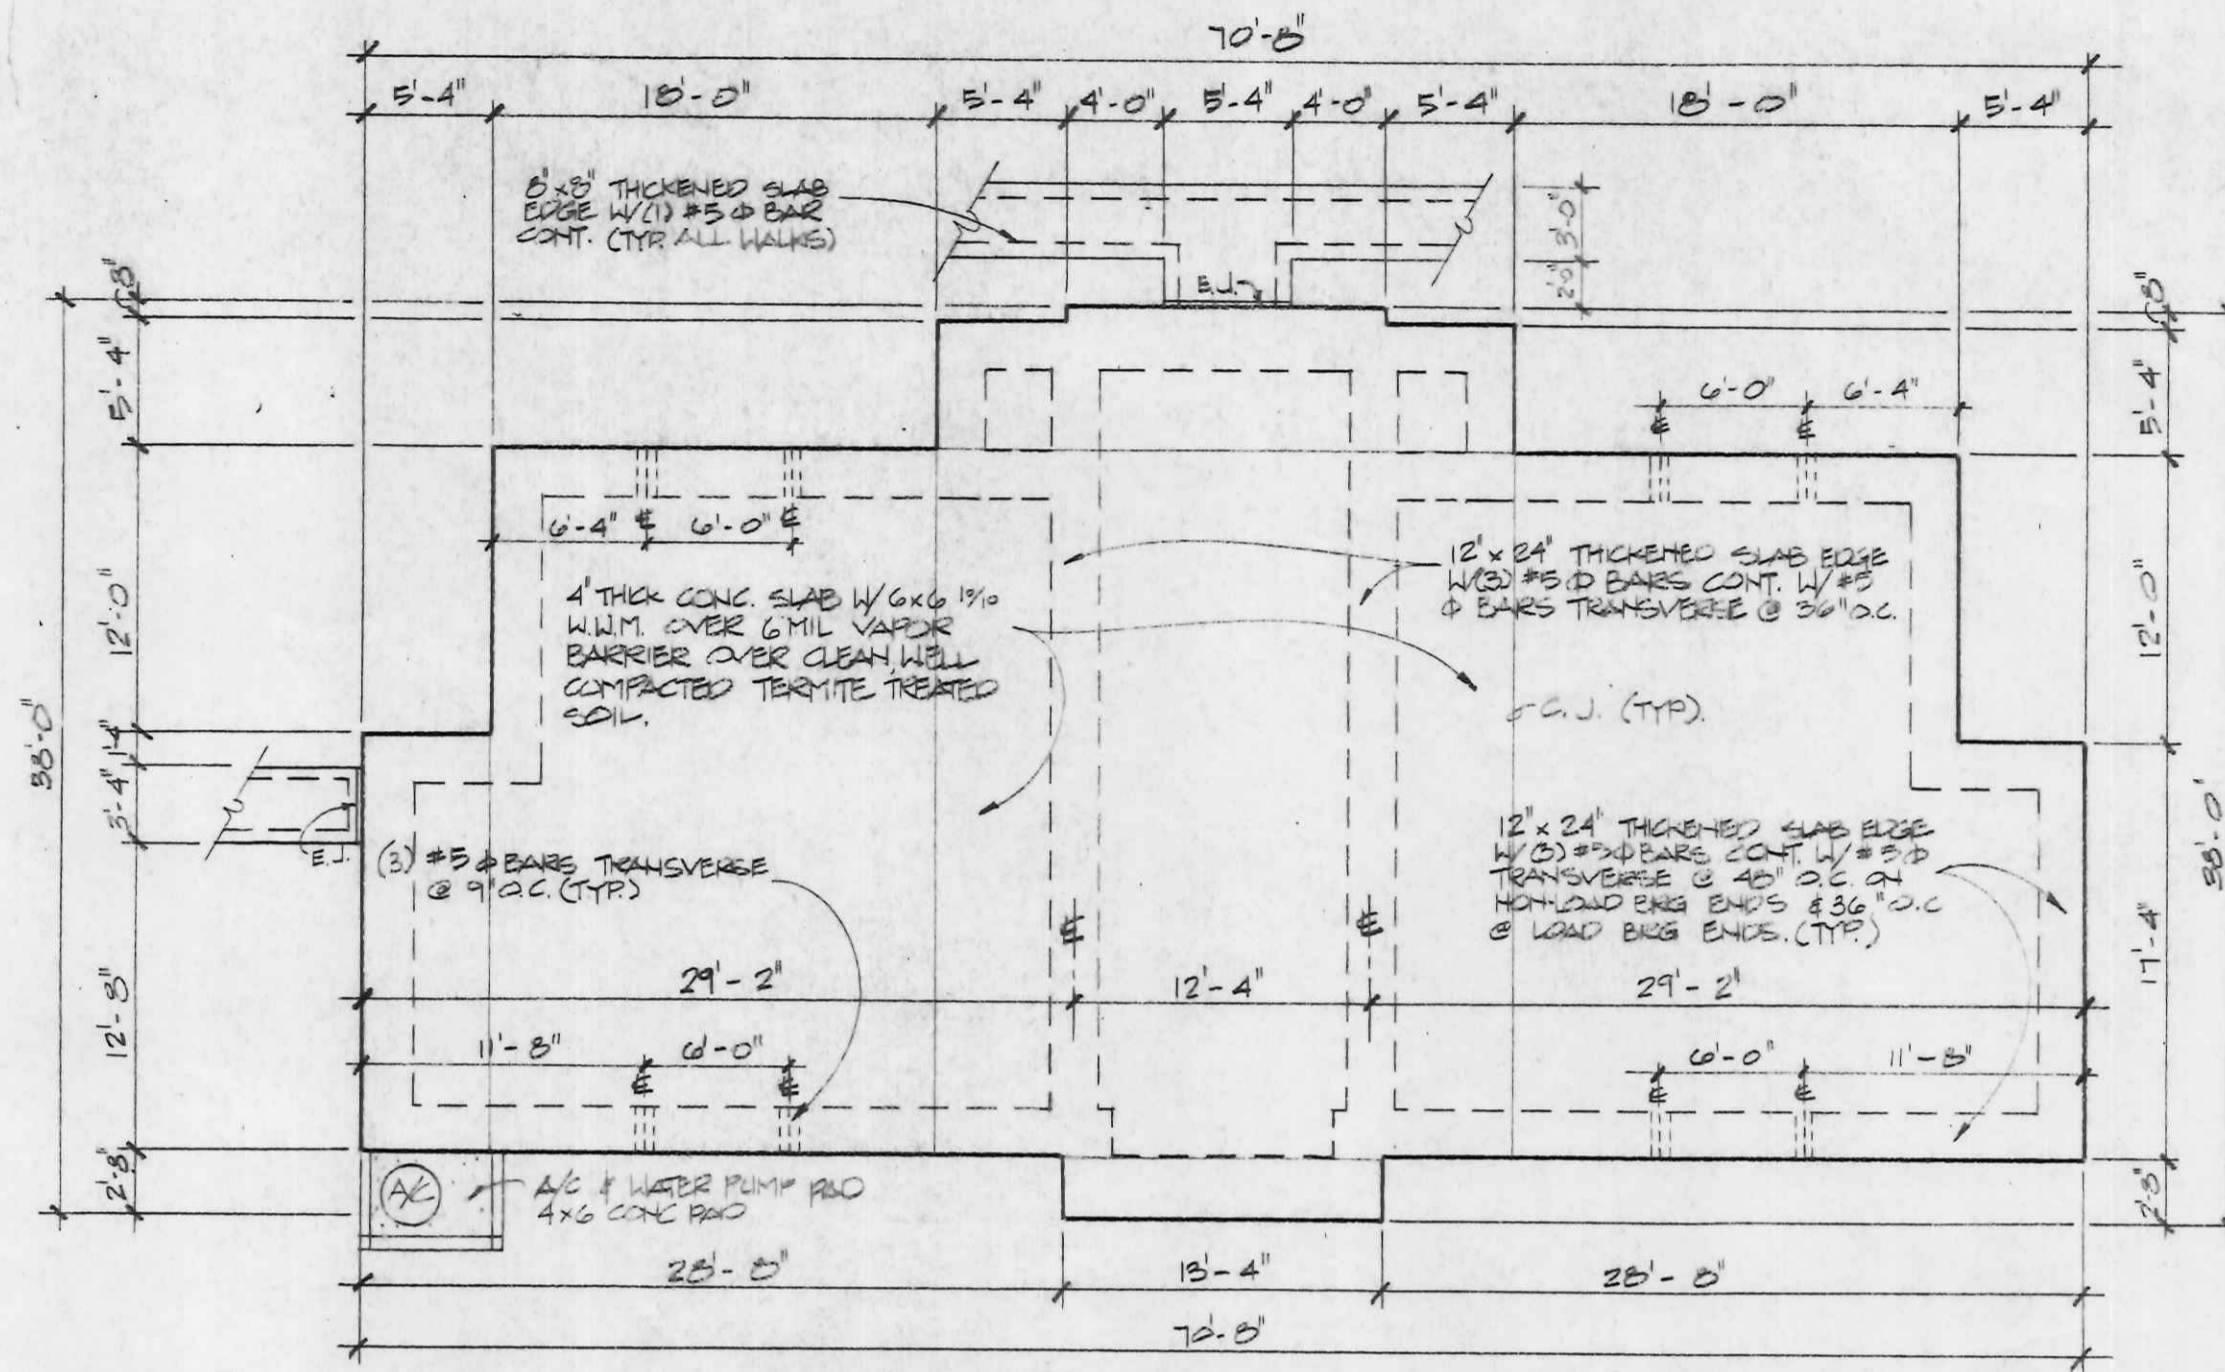 70'-8"
5'-4" 18'-0" 5'-4" 4'-0" 5'-4" 4'-0" 5'-4" 18'-0" 5'-4"
8"x8" THICKENED SLAB
EDGE W/(1) #5 Φ BAR
CONT. (TYP. ALL WALKS)
3'-0"
2'-0"
E.J.
8"
5'-4"
12'-0"
1'-4"
3'-4"
12'-8"
2'-8"
38'-0"
8"
5'-4"
12'-0"
17'-4"
2'-8"
38'-0"
6'-0" 6'-4"
℄ ℄
6'-4" ℄ 6'-0" ℄
12"x24" THICKENED SLAB EDGE
W/(3) #5 Φ BARS CONT. W/ #5
Φ BARS TRANSVERSE @ 36" O.C.
4" THICK CONC. SLAB W/ 6x6 10/10
W.W.M. OVER 6 MIL VAPOR
BARRIER OVER CLEAN, WELL
COMPACTED TERMITE TREATED
SOIL.
C.J. (TYP).
E.J.
(3) #5 Φ BARS TRANSVERSE
@ 9" O.C. (TYP.)
12"x24" THICKENED SLAB EDGE
W/(3) #5 Φ BARS CONT. W/ #5 Φ
TRANSVERSE @ 48" O.C. ON
NON-LOAD BRG ENDS & 36" O.C
@ LOAD BRG ENDS. (TYP.)
℄ ℄
29'-2" 12'-4" 29'-2"
11'-8" 6'-0" 6'-0" 11'-8"
℄ ℄ ℄ ℄
A/C
A/C & WATER PUMP PAD
4x6 CONC PAD
28'-8" 13'-4" 28'-8"
70'-8"